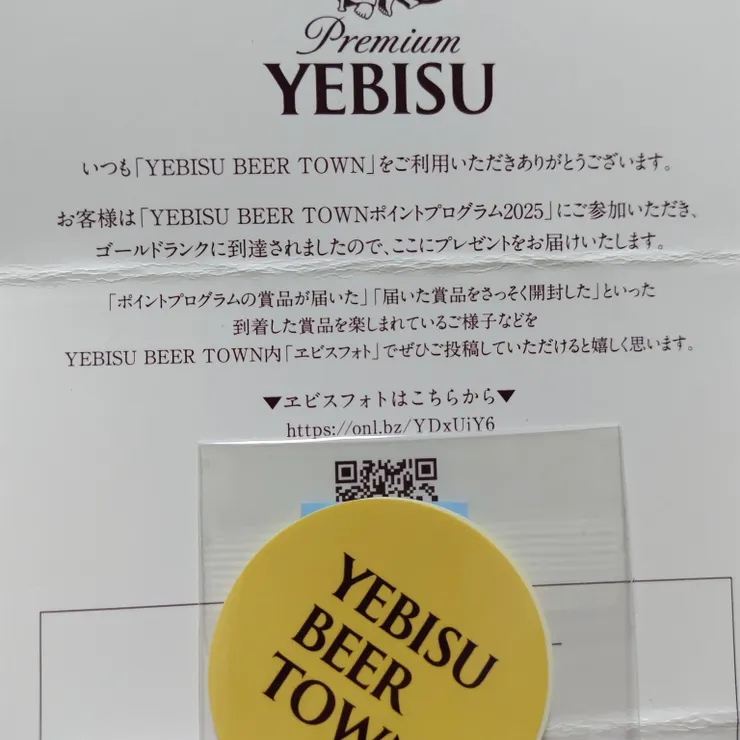 Premium
YEBISU
いつも「YEBISU BEER TOWN」をご利用いただきありがとうございます。
お客様は「YEBISU BEER TOWNポイントプログラム2025」にご参加いただき、
ゴールドランクに到達されましたので、ここにプレゼントをお届けいたします。
「ポイントプログラムの賞品が届いた」「届いた賞品をさっそく開封した」といった
到着した賞品を楽しまれているご様子などを
YEBISU BEER TOWN内「ヱビスフォト」でぜひご投稿していただけると嬉しく思います。
▼ヱビスフォトはこちらから▼
https://onl.bz/YDxUjY6
YEBISU
BEER
TOWN